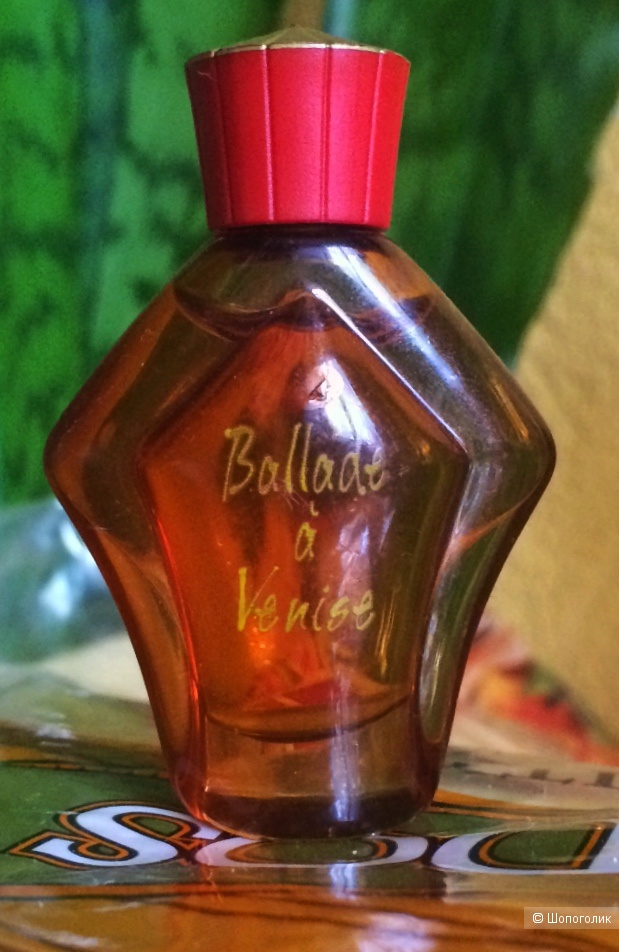 Ballade
à
Venise
© Шопоголик